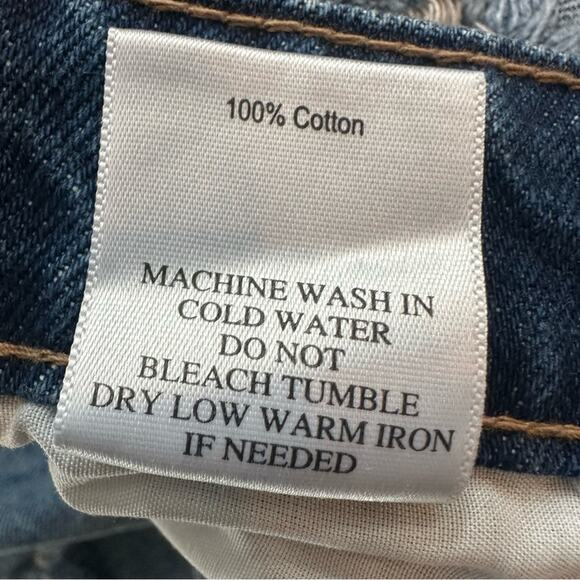 100% Cotton
MACHINE WASH IN
COLD WATER
DO NOT
BLEACH TUMBLE
DRY LOW WARM IRON
IF NEEDED